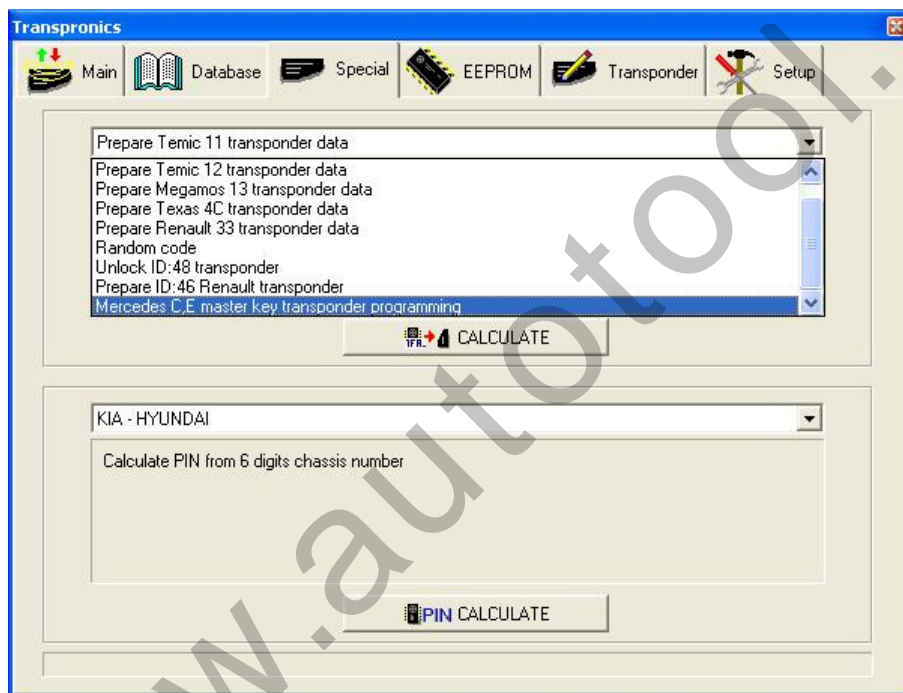 Transpronics
Main Database Special EEPROM Transponder Setup
Prepare Temic 11 transponder data
Prepare Temic 12 transponder data
Prepare Megamos 13 transponder data
Prepare Texas 4C transponder data
Prepare Renault 33 transponder data
Random code
Unlock ID:48 transponder
Prepare ID:46 Renault transponder
Mercedes C,E master key transponder programming
CALCULATE
KIA - HYUNDAI
Calculate PIN from 6 digits chassis number
PIN CALCULATE
w.autotool.